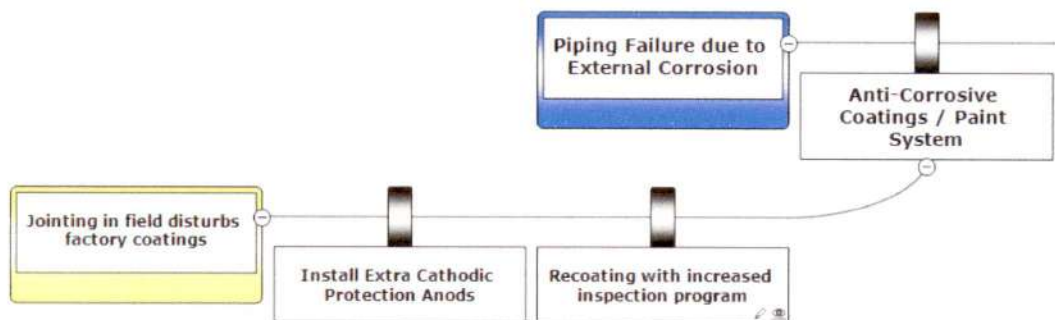 Piping Failure due to
External Corrosion
Anti-Corrosive
Coatings / Paint
System
Jointing in field disturbs
factory coatings
Install Extra Cathodic
Protection Anods
Recoating with increased
inspection program